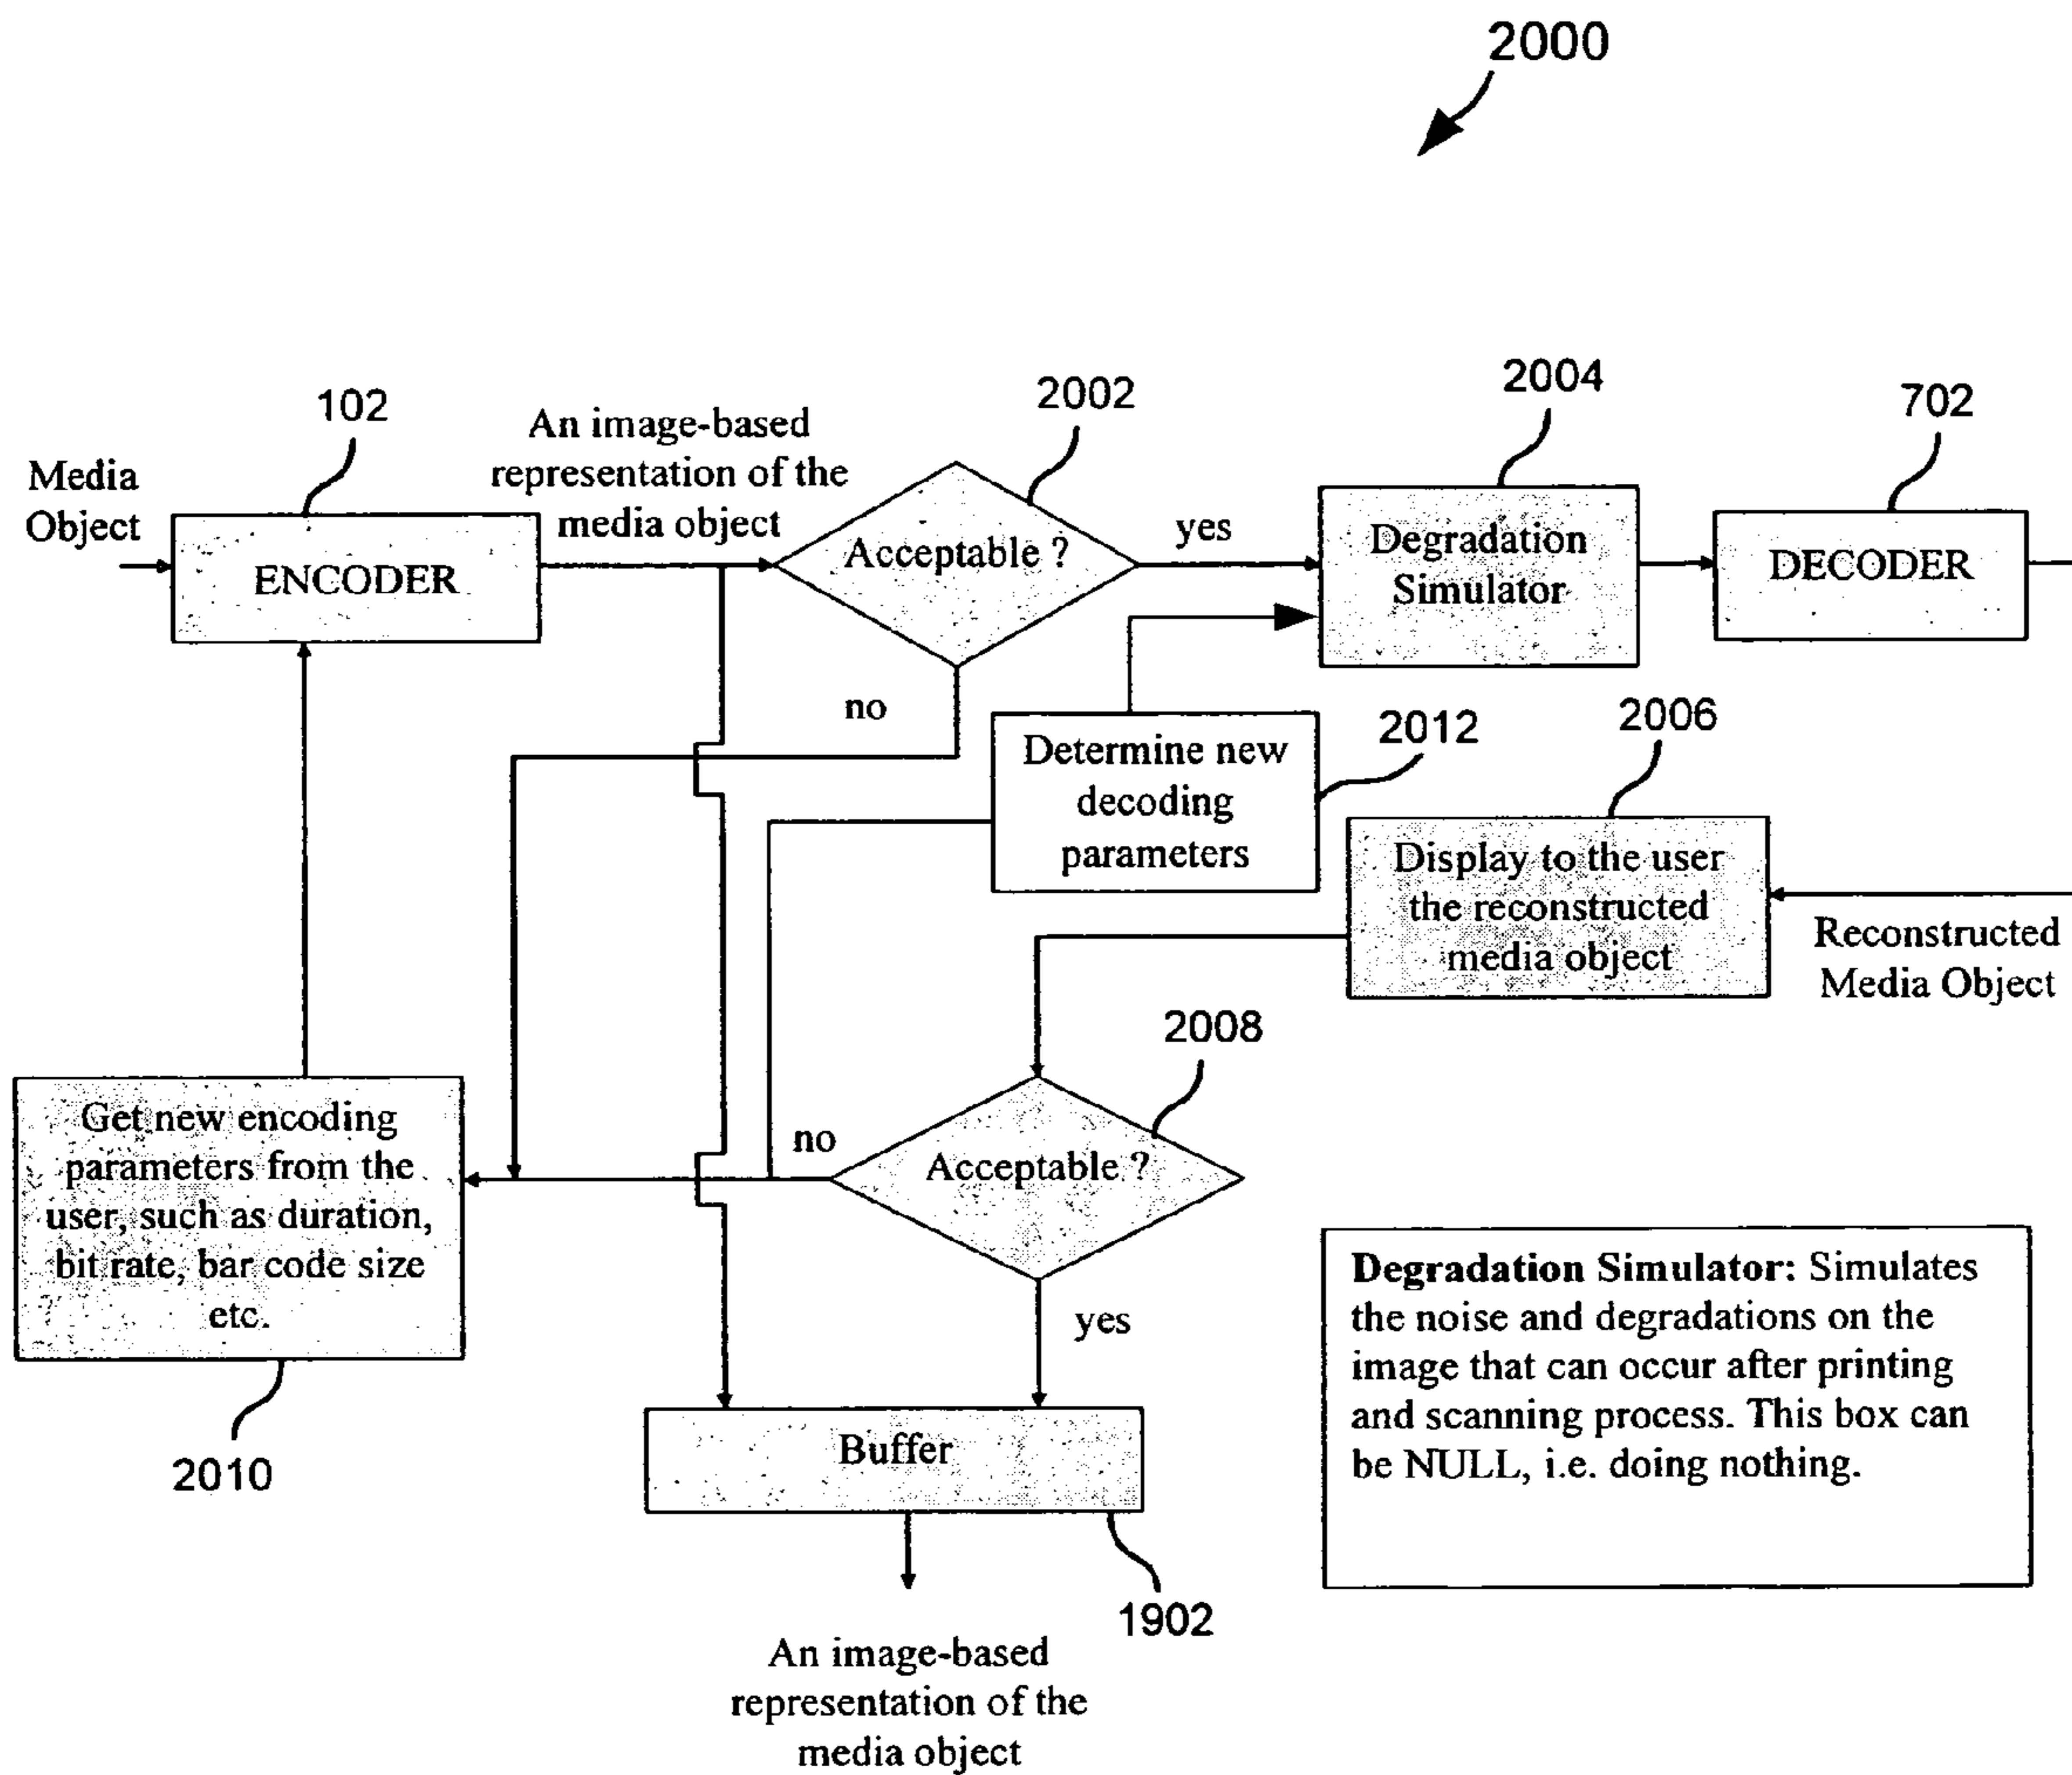 2000
Media
Object
102
ENCODER
An image-based
representation of the
media object
2002
Acceptable ?
yes
no
2004
Degradation
Simulator
702
DECODER
2012
Determine new
decoding
parameters
2006
Display to the user
the reconstructed
media object
Reconstructed
Media Object
2008
Acceptable ?
no
yes
Get new encoding
parameters from the
user, such as duration,
bit rate, bar code size
etc.
2010
Buffer
1902
An image-based
representation of the
media object
Degradation Simulator: Simulates
the noise and degradations on the
image that can occur after printing
and scanning process. This box can
be NULL, i.e. doing nothing.